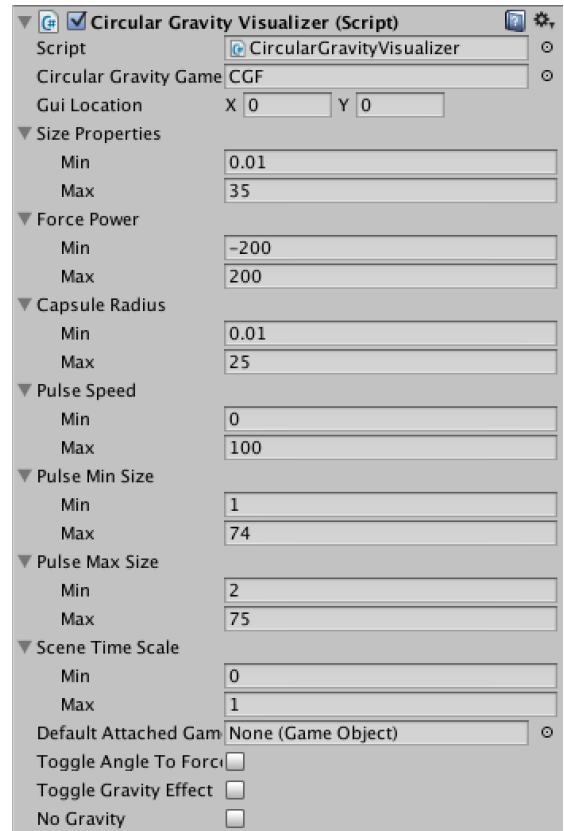 Circular Gravity Visualizer (Script)
Script CircularGravityVisualizer
Circular Gravity Game CGF
Gui Location X 0 Y 0
Size Properties
Min 0.01
Max 35
Force Power
Min -200
Max 200
Capsule Radius
Min 0.01
Max 25
Pulse Speed
Min 0
Max 100
Pulse Min Size
Min 1
Max 74
Pulse Max Size
Min 2
Max 75
Scene Time Scale
Min 0
Max 1
Default Attached Gam None (Game Object)
Toggle Angle To Forc
Toggle Gravity Effect
No Gravity